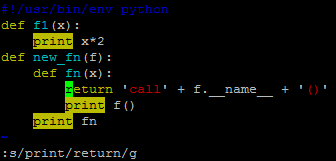 #!/usr/bin/env python
def f1(x):
    print x*2
def new_fn(f):
    def fn(x):
        return 'call' + f.__name__ + '()'
        print f()
    print fn
~
:s/print/return/g